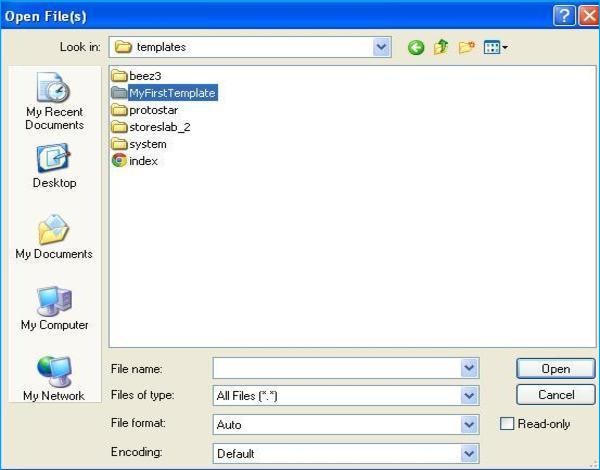 Open File(s)
Look in: templates
beez3
MyFirstTemplate
protostar
storeslab_2
system
index
My Recent
Documents
Desktop
My Documents
My Computer
My Network
File name:
Open
Files of type: All Files (*.*)
Cancel
File format: Auto
Read-only
Encoding: Default